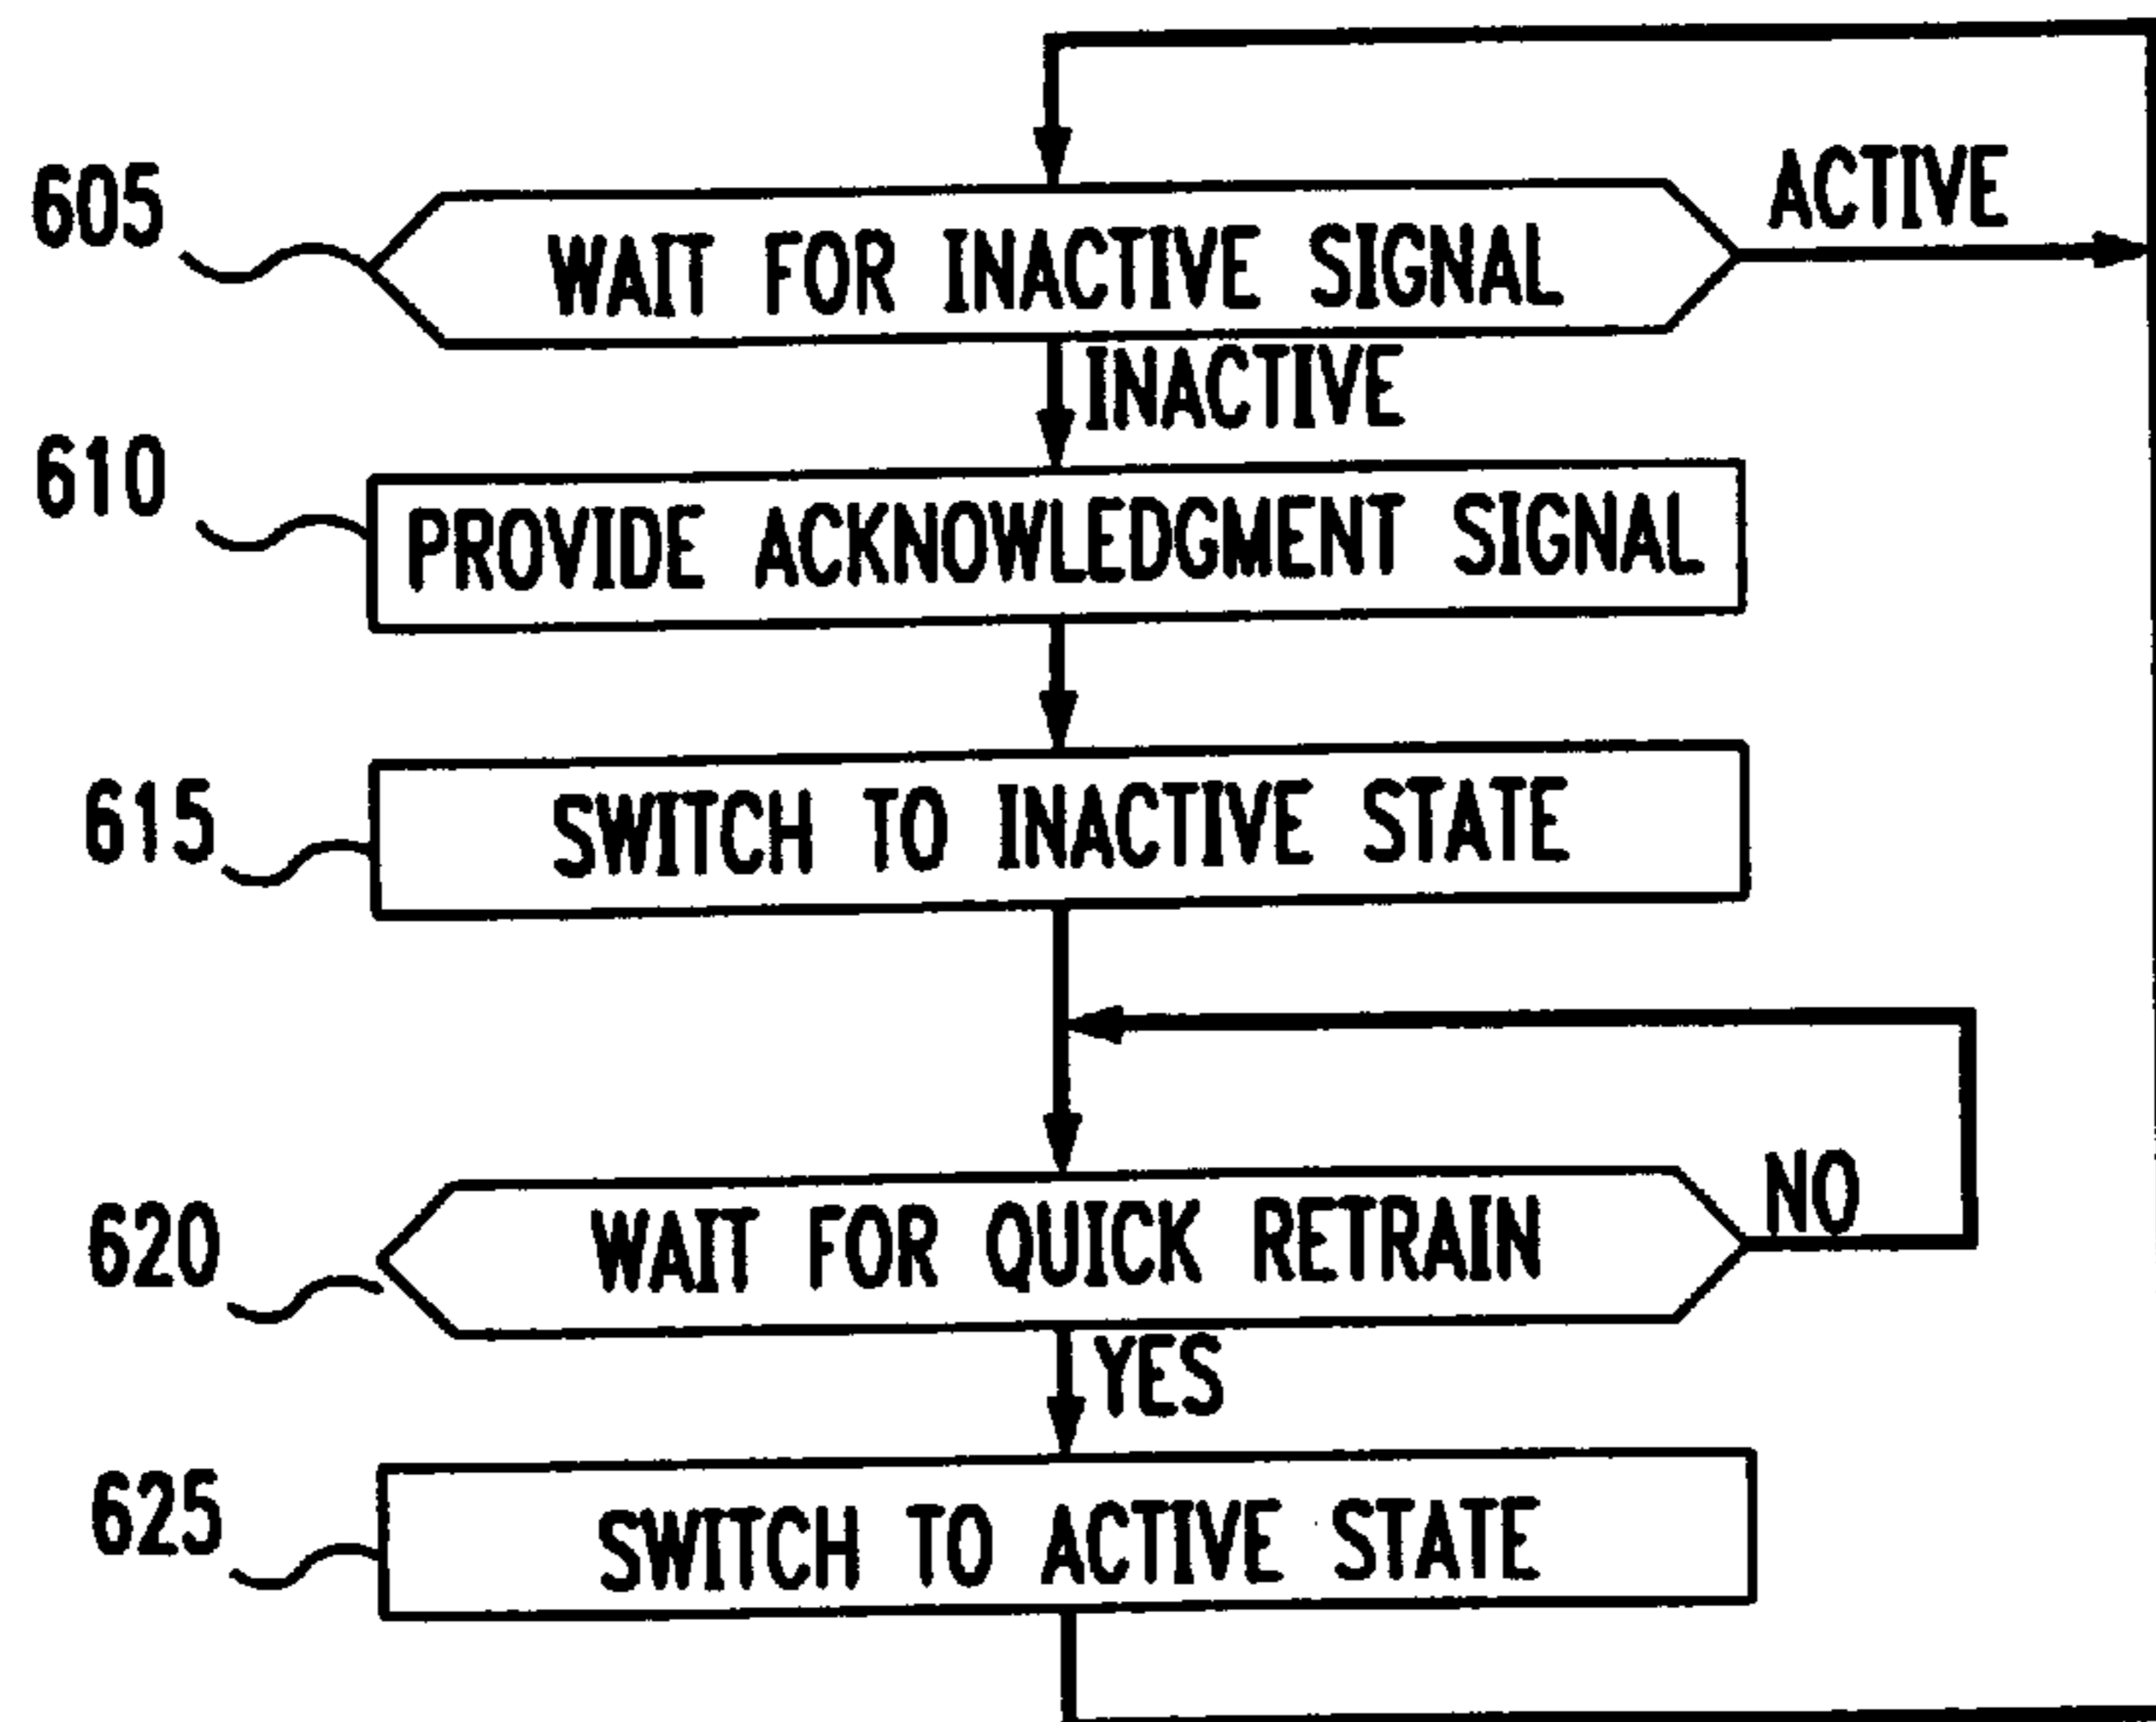 605
WAIT FOR INACTIVE SIGNAL
ACTIVE
INACTIVE
610
PROVIDE ACKNOWLEDGMENT SIGNAL
615
SWITCH TO INACTIVE STATE
620
WAIT FOR QUICK RETRAIN
NO
YES
625
SWITCH TO ACTIVE STATE